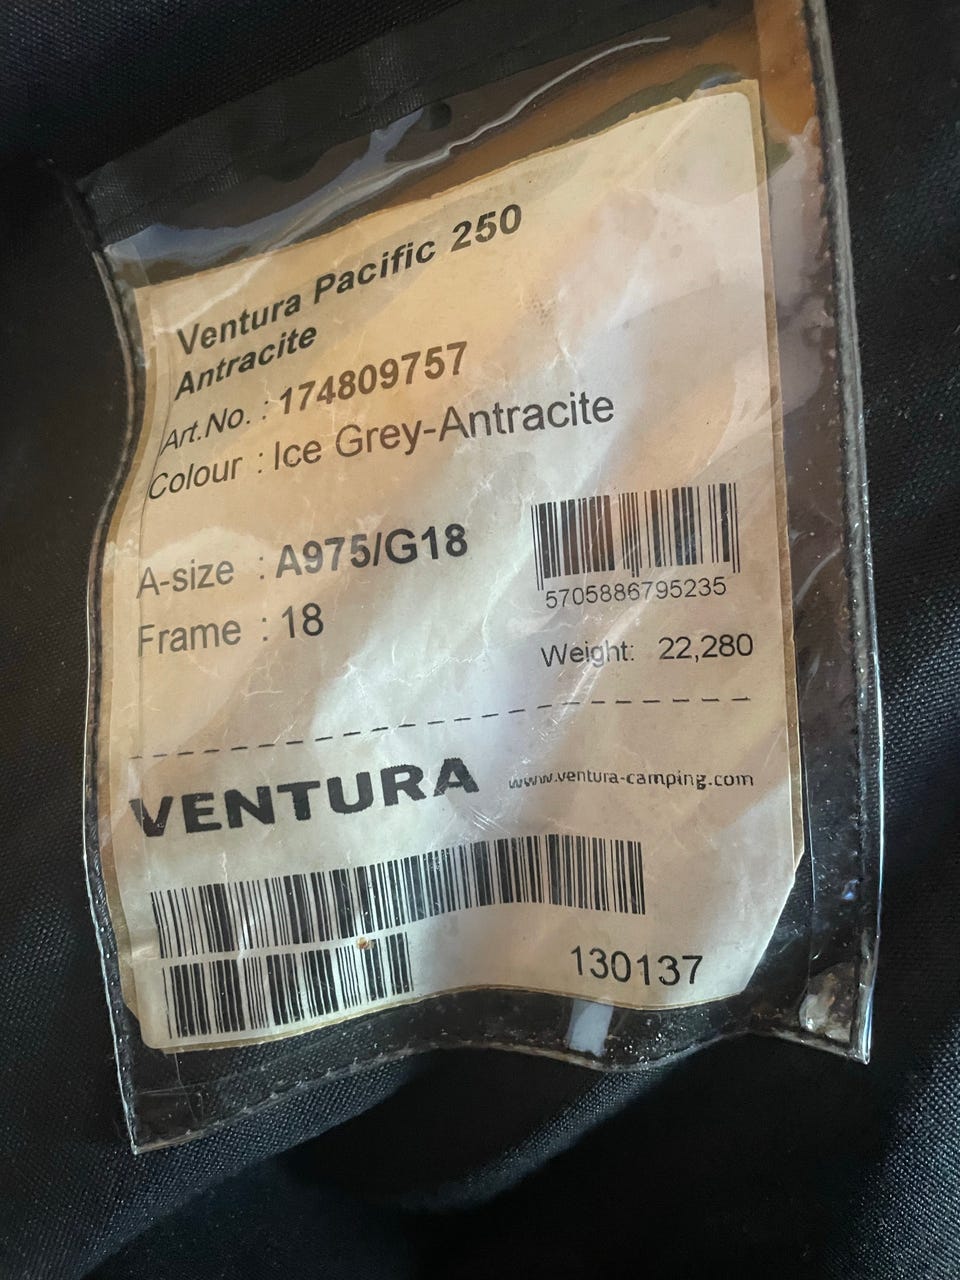 Ventura Pacific 250
Antracite
Art.No. : 174809757
Colour : Ice Grey-Antracite
A-size : A975/G18
Frame : 18
5705886795235
Weight: 22,280
VENTURA www.ventura-camping.com
130137